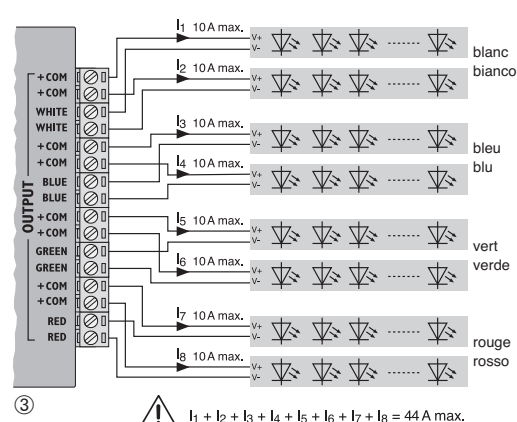 I1 10 A max.
V+
V-
blanc
I2 10 A max.
V+
V-
bianco
I3 10 A max.
V+
V-
bleu
I4 10 A max.
V+
V-
blu
I5 10 A max.
V+
V-
vert
I6 10 A max.
V+
V-
verde
I7 10 A max.
V+
V-
rouge
I8 10 A max.
V+
V-
rosso
OUTPUT
+COM
+COM
WHITE
WHITE
+COM
+COM
BLUE
BLUE
+COM
+COM
GREEN
GREEN
+COM
+COM
RED
RED
③
I1 + I2 + I3 + I4 + I5 + I6 + I7 + I8 = 44 A max.